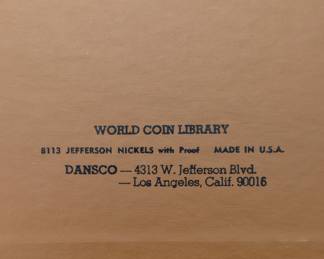 WORLD COIN LIBRARY
8113 JEFFERSON NICKELS with Proof MADE IN U.S.A.
DANSCO — 4313 W. Jefferson Blvd.
— Los Angeles, Calif. 90016